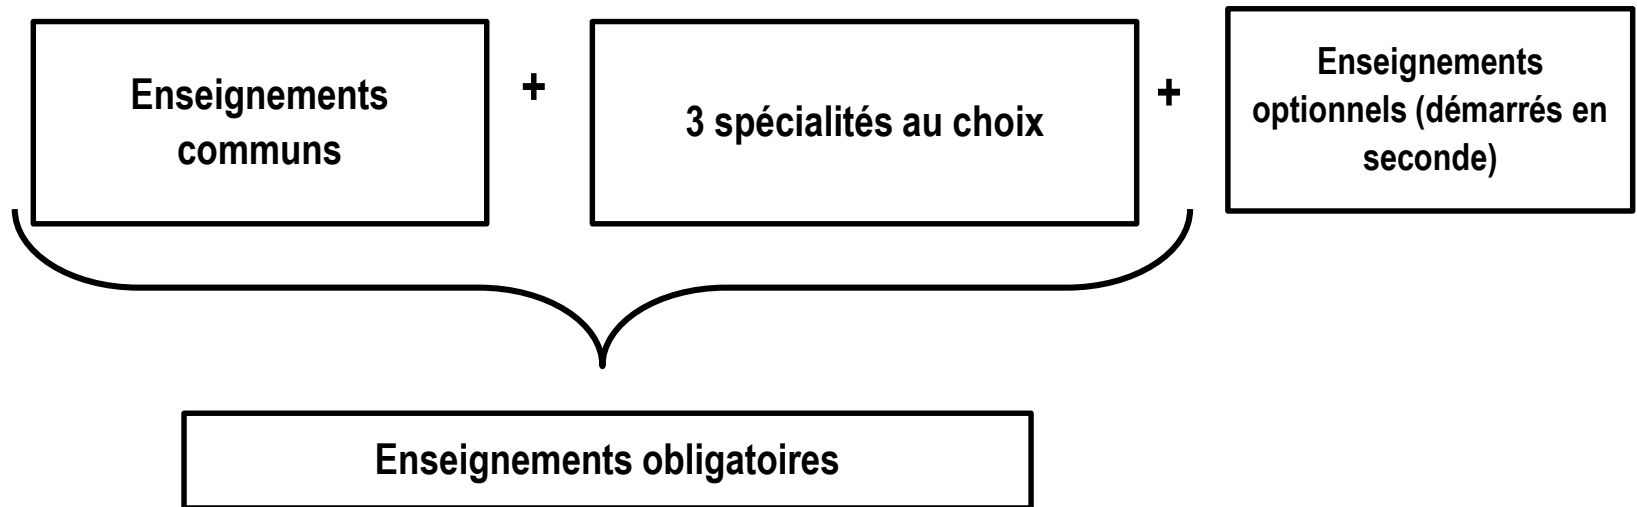 Enseignements
communs
+
3 spécialités au choix
+
Enseignements
optionnels (démarrés en
seconde)
Enseignements obligatoires